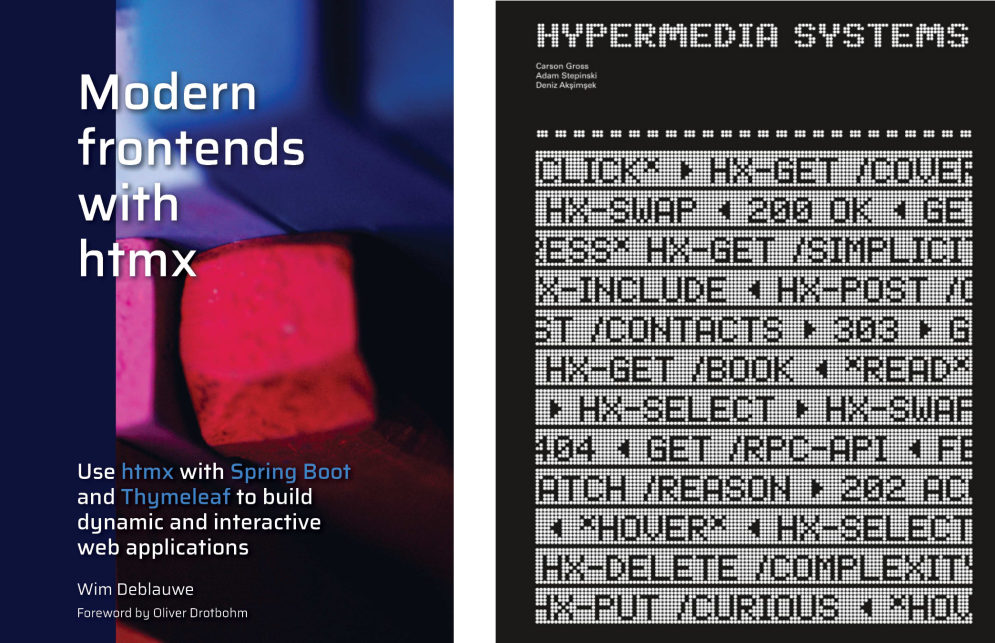 Modern
frontends
with
htmx
Use htmx with Spring Boot
and Thymeleaf to build
dynamic and interactive
web applications
Wim Deblauwe
Foreword by Oliver Drotbohm
HYPERMEDIA SYSTEMS
Carson Gross
Adam Stepinski
Deniz Akşimşek
CLICK* ▶ HX-GET /COVER
HX-SWAP ◀ 200 OK ◀ GET
RESS* HX-GET /SIMPLICIT
X-INCLUDE ◀ HX-POST /C
ST /CONTACTS ▶ 303 ▶ G
HX-GET /BOOK ◀ *READ*
▶ HX-SELECT ▶ HX-SWAP
404 ◀ GET /RPC-API ◀ FE
ATCH /REASON ▶ 202 AC
◀ *HOVER* ◀ HX-SELECT
HX-DELETE /COMPLEXITY
HX-PUT /CURIOUS ◀ *HOV